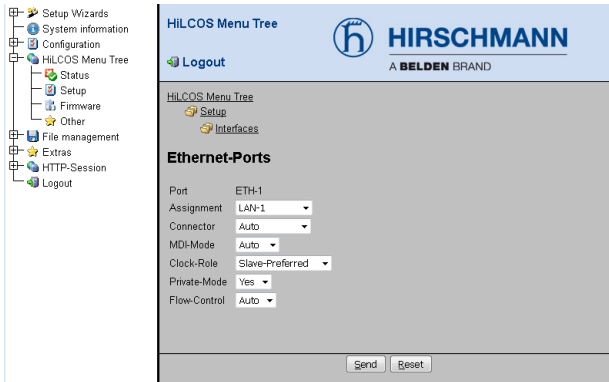 Setup Wizards
System information
Configuration
HiLCOS Menu Tree
Status
Setup
Firmware
Other
File management
Extras
HTTP-Session
Logout
HiLCOS Menu Tree
Logout
HIRSCHMANN
A BELDEN BRAND
HiLCOS Menu Tree
Setup
Interfaces
Ethernet-Ports
Port ETH-1
Assignment LAN-1
Connector Auto
MDI-Mode Auto
Clock-Role Slave-Preferred
Private-Mode Yes
Flow-Control Auto
Send Reset